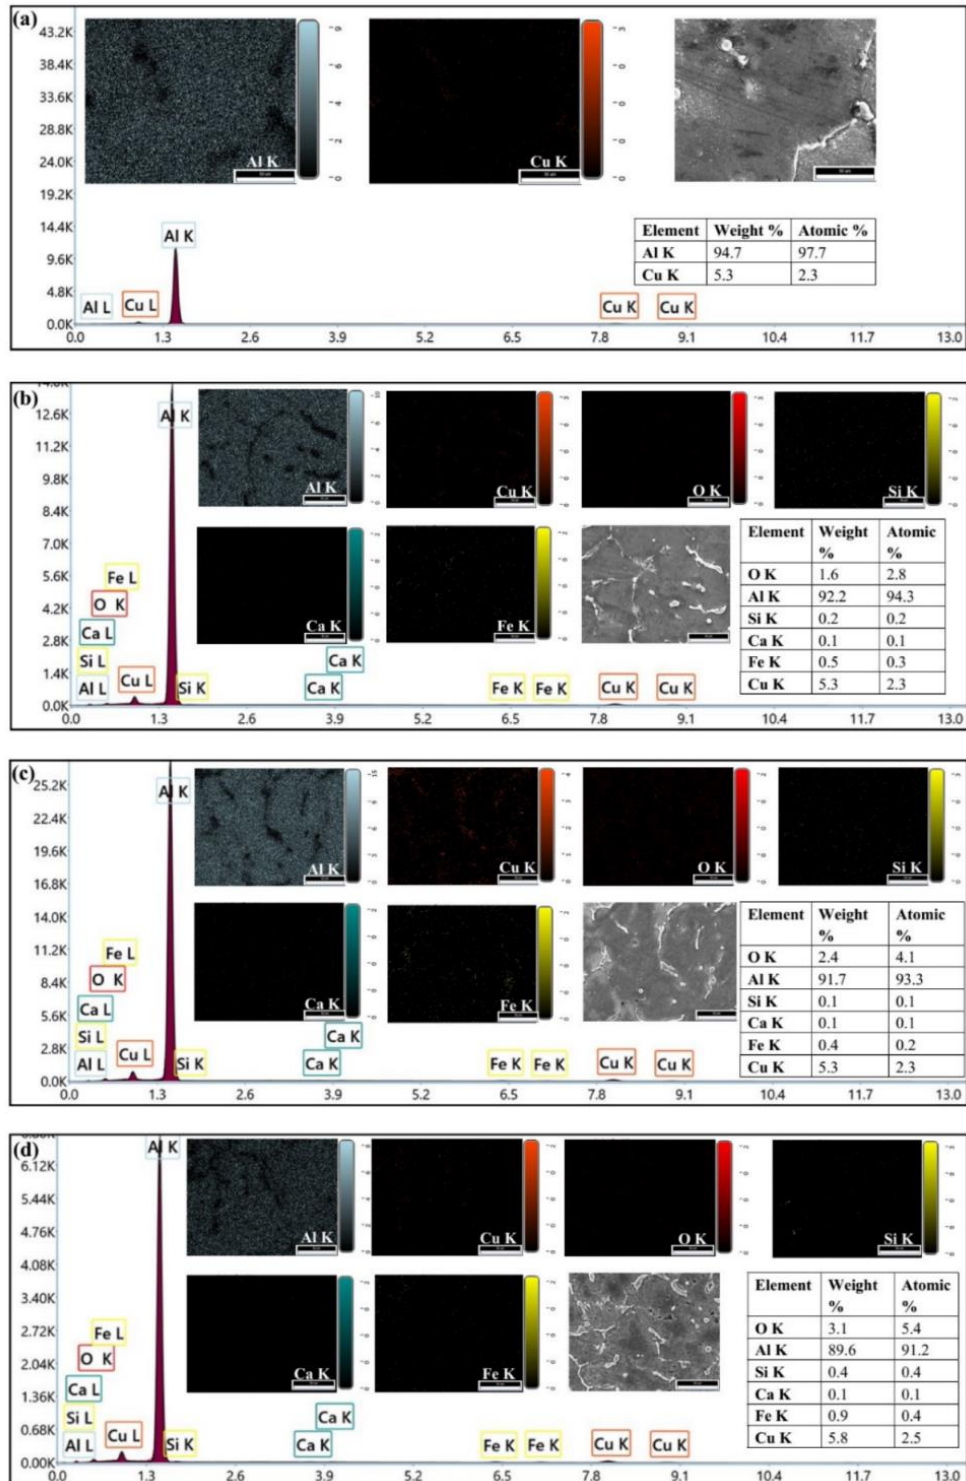 (a)
43.2K
38.4K
33.6K
28.8K
24.0K
19.2K
14.4K
9.6K
4.8K
0.0K
Al K
Cu K
Element Weight % Atomic %
Al K 94.7 97.7
Cu K 5.3 2.3
Al K
Al L Cu L Cu K Cu K
0.0 1.3 2.6 3.9 5.2 6.5 7.8 9.1 10.4 11.7 13.0
(b)
12.6K
11.2K
9.8K
8.4K
7.0K
5.6K
4.2K
2.8K
1.4K
0.0K
Al K
Al K Cu K O K Si K
Ca K Fe K
Element Weight % Atomic %
O K 1.6 2.8
Al K 92.2 94.3
Si K 0.2 0.2
Ca K 0.1 0.1
Fe K 0.5 0.3
Cu K 5.3 2.3
Fe L
O K
Ca L
Si L
Al L Cu L Si K
Ca K
Ca K Fe K Fe K Cu K Cu K
0.0 1.3 2.6 3.9 5.2 6.5 7.8 9.1 10.4 11.7 13.0
(c)
25.2K
22.4K
19.6K
16.8K
14.0K
11.2K
8.4K
5.6K
2.8K
0.0K
Al K
Al K Cu K O K Si K
Ca K Fe K
Element Weight % Atomic %
O K 2.4 4.1
Al K 91.7 93.3
Si K 0.1 0.1
Ca K 0.1 0.1
Fe K 0.4 0.2
Cu K 5.3 2.3
Fe L
O K
Ca L
Si L
Al L Cu L Si K
Ca K
Ca K Fe K Fe K Cu K Cu K
0.0 1.3 2.6 3.9 5.2 6.5 7.8 9.1 10.4 11.7 13.0
(d)
6.12K
5.44K
4.76K
4.08K
3.40K
2.72K
2.04K
1.36K
0.68K
0.00K
Al K
Al K Cu K O K Si K
Ca K Fe K
Element Weight % Atomic %
O K 3.1 5.4
Al K 89.6 91.2
Si K 0.4 0.4
Ca K 0.1 0.1
Fe K 0.9 0.4
Cu K 5.8 2.5
Fe L
O K
Ca L
Si L
Al L Cu L Si K
Ca K
Ca K Fe K Fe K Cu K Cu K
0.0 1.3 2.6 3.9 5.2 6.5 7.8 9.1 10.4 11.7 13.0